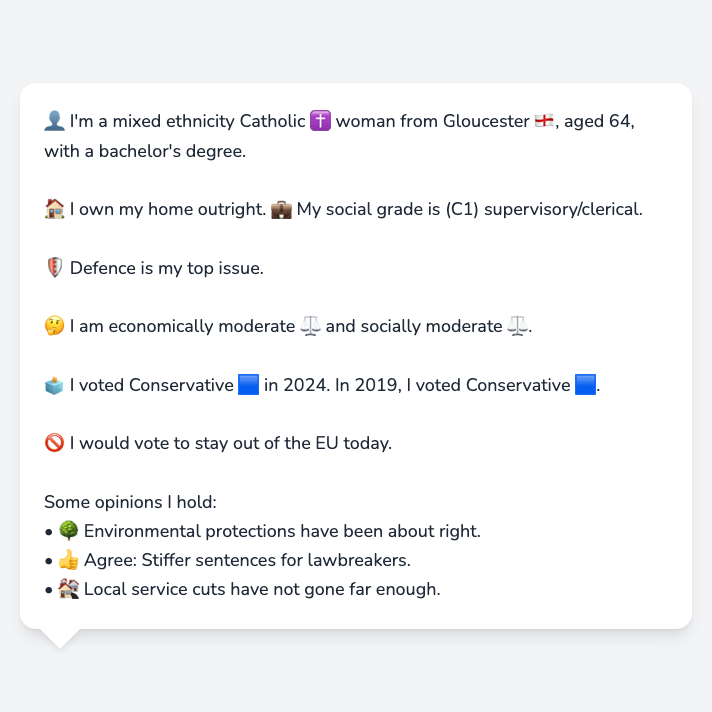 👤 I'm a mixed ethnicity Catholic ✝️ woman from Gloucester 🏴󠁧󠁢󠁥󠁮󠁧󠁿, aged 64,
with a bachelor's degree.
🏠 I own my home outright. 💼 My social grade is (C1) supervisory/clerical.
🛡️ Defence is my top issue.
🤔 I am economically moderate ⚖️ and socially moderate ⚖️.
🗳️ I voted Conservative 🟦 in 2024. In 2019, I voted Conservative 🟦.
🚫 I would vote to stay out of the EU today.
Some opinions I hold:
• 🌳 Environmental protections have been about right.
• 👍 Agree: Stiffer sentences for lawbreakers.
• 🏘️ Local service cuts have not gone far enough.